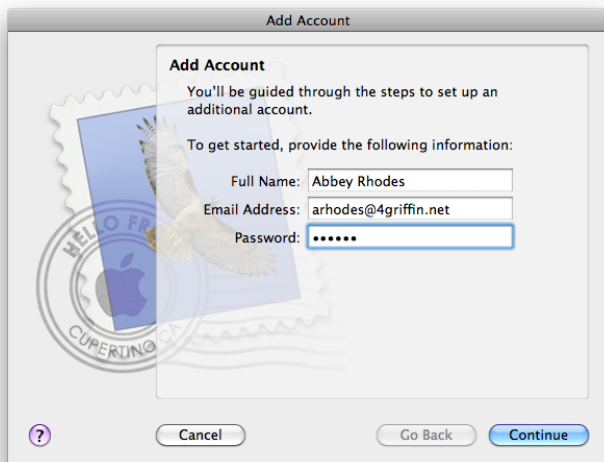 Add Account
Add Account
You'll be guided through the steps to set up an
additional account.
To get started, provide the following information:
Full Name: Abbey Rhodes
Email Address: arhodes@4griffin.net
Password: ••••••
HELLO FR
CUPERTINO CA
?
Cancel
Go Back
Continue